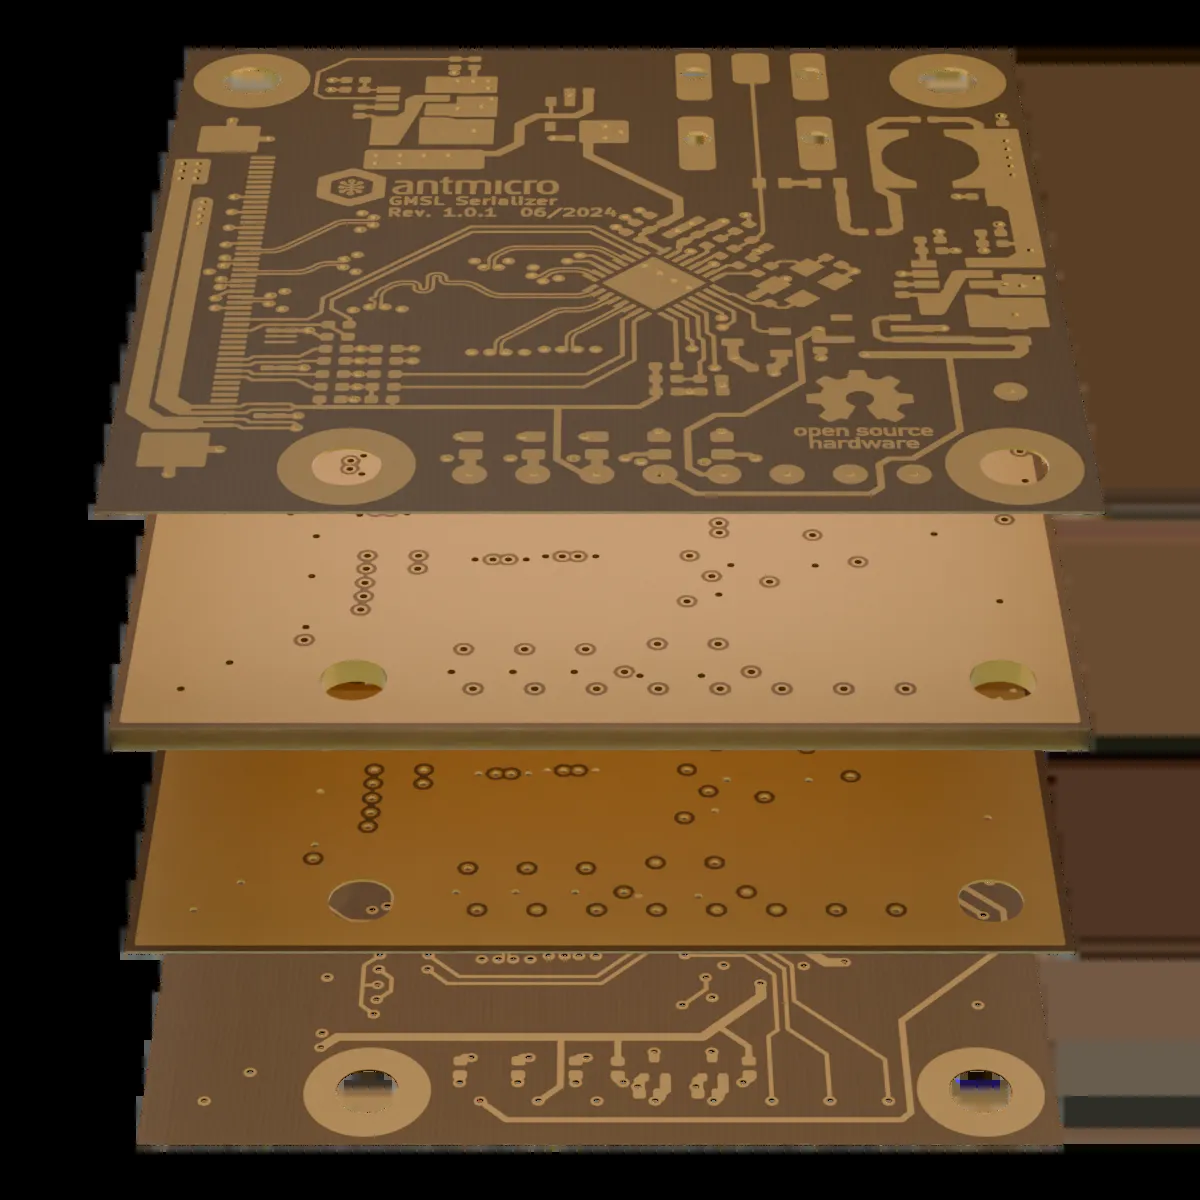 antmicro
GMSL Serializer
Rev. 1.0.1 06/2024
open source
hardware